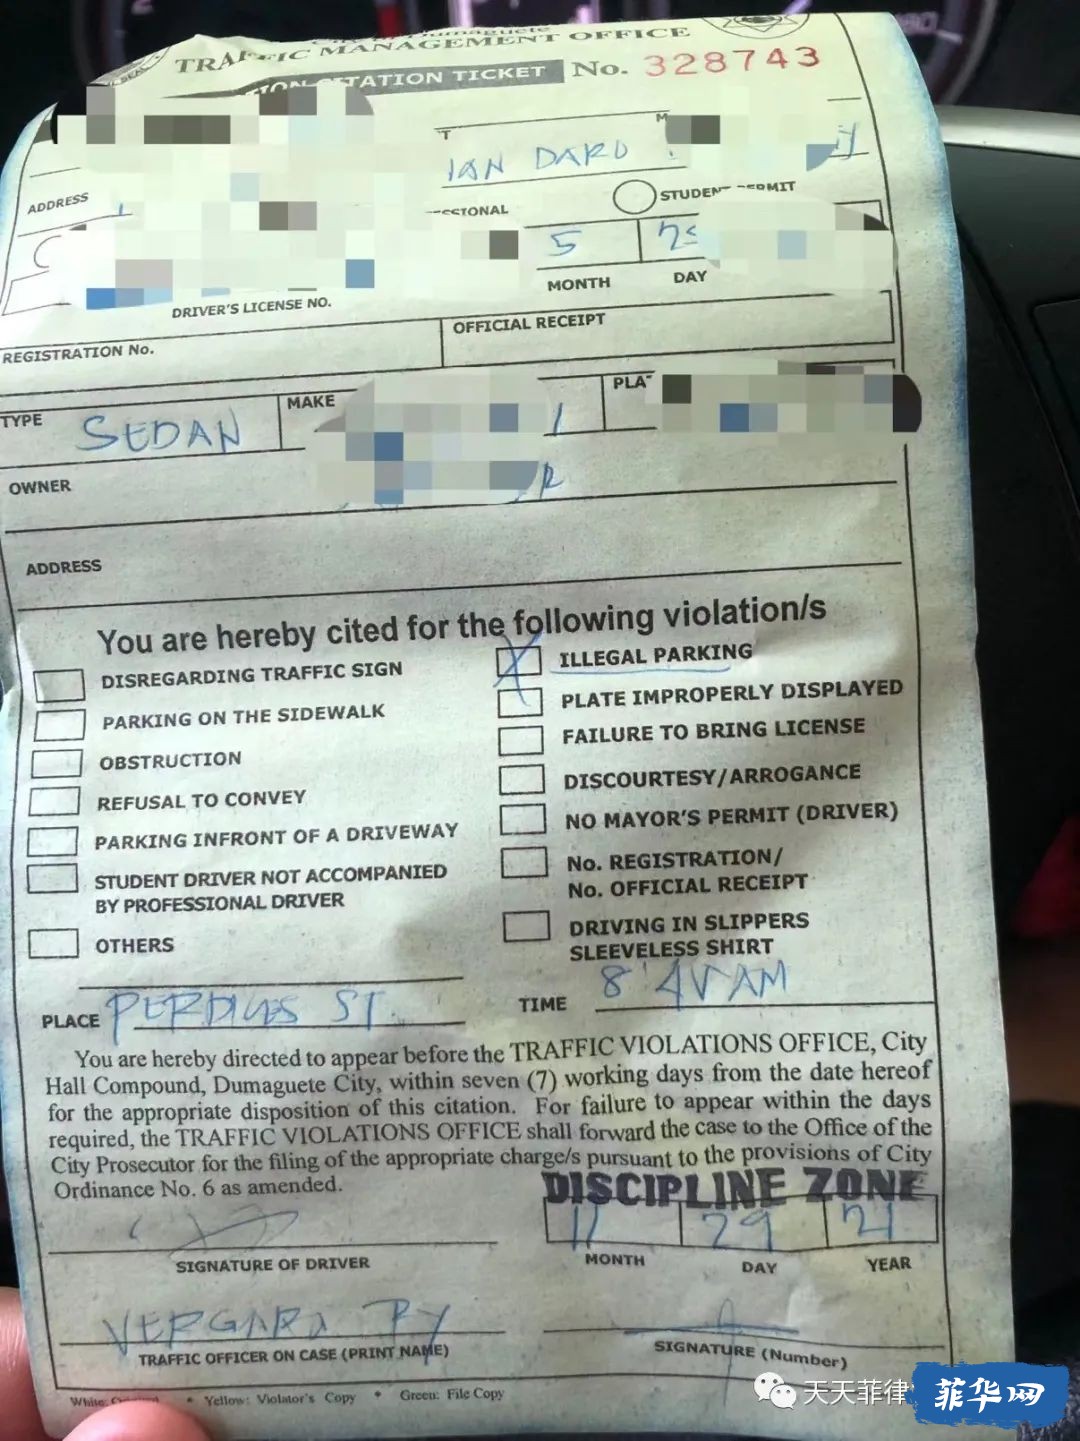 City of Dumaguete
TRAFFIC MANAGEMENT OFFICE
CITATION TICKET No. 328743
IAN DARO
ADDRESS
STUDENT PERMIT
5
MONTH DAY
DRIVER'S LICENSE NO.
REGISTRATION No. OFFICIAL RECEIPT
TYPE SEDAN MAKE
OWNER
ADDRESS
You are hereby cited for the following violation/s
DISREGARDING TRAFFIC SIGN
PARKING ON THE SIDEWALK
OBSTRUCTION
REFUSAL TO CONVEY
PARKING INFRONT OF A DRIVEWAY
STUDENT DRIVER NOT ACCOMPANIED
BY PROFESSIONAL DRIVER
OTHERS
X ILLEGAL PARKING
PLATE IMPROPERLY DISPLAYED
FAILURE TO BRING LICENSE
DISCOURTESY/ARROGANCE
NO MAYOR'S PERMIT (DRIVER)
No. REGISTRATION/
No. OFFICIAL RECEIPT
DRIVING IN SLIPPERS
SLEEVELESS SHIRT
PLACE PERDICES ST. TIME AM
You are hereby directed to appear before the TRAFFIC VIOLATIONS OFFICE, City
Hall Compound, Dumaguete City, within seven (7) working days from the date hereof
for the appropriate disposition of this citation. For failure to appear within the days
required, the TRAFFIC VIOLATIONS OFFICE shall forward the case to the Office of the
City Prosecutor for the filing of the appropriate charge/s pursuant to the provisions of City
Ordinance No. 6 as amended.
DISCIPLINE ZONE
11 29 21
MONTH DAY YEAR
SIGNATURE OF DRIVER
VERGARA RY
TRAFFIC OFFICER ON CASE (PRINT NAME)
SIGNATURE (Number)
White: Original • Yellow: Violator's Copy • Green: File Copy
天天菲律
菲华网